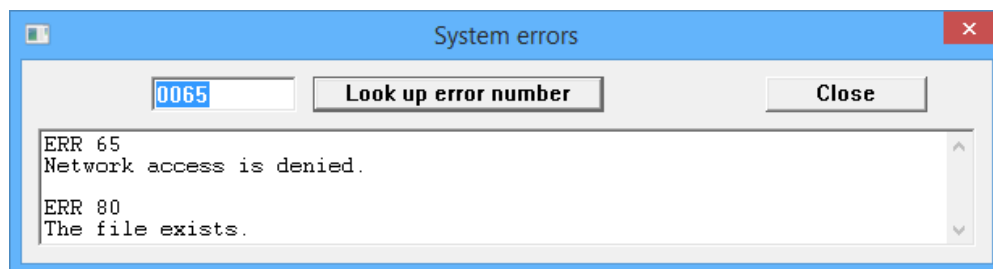 System errors
0065
Look up error number
Close
ERR 65
Network access is denied.
ERR 80
The file exists.